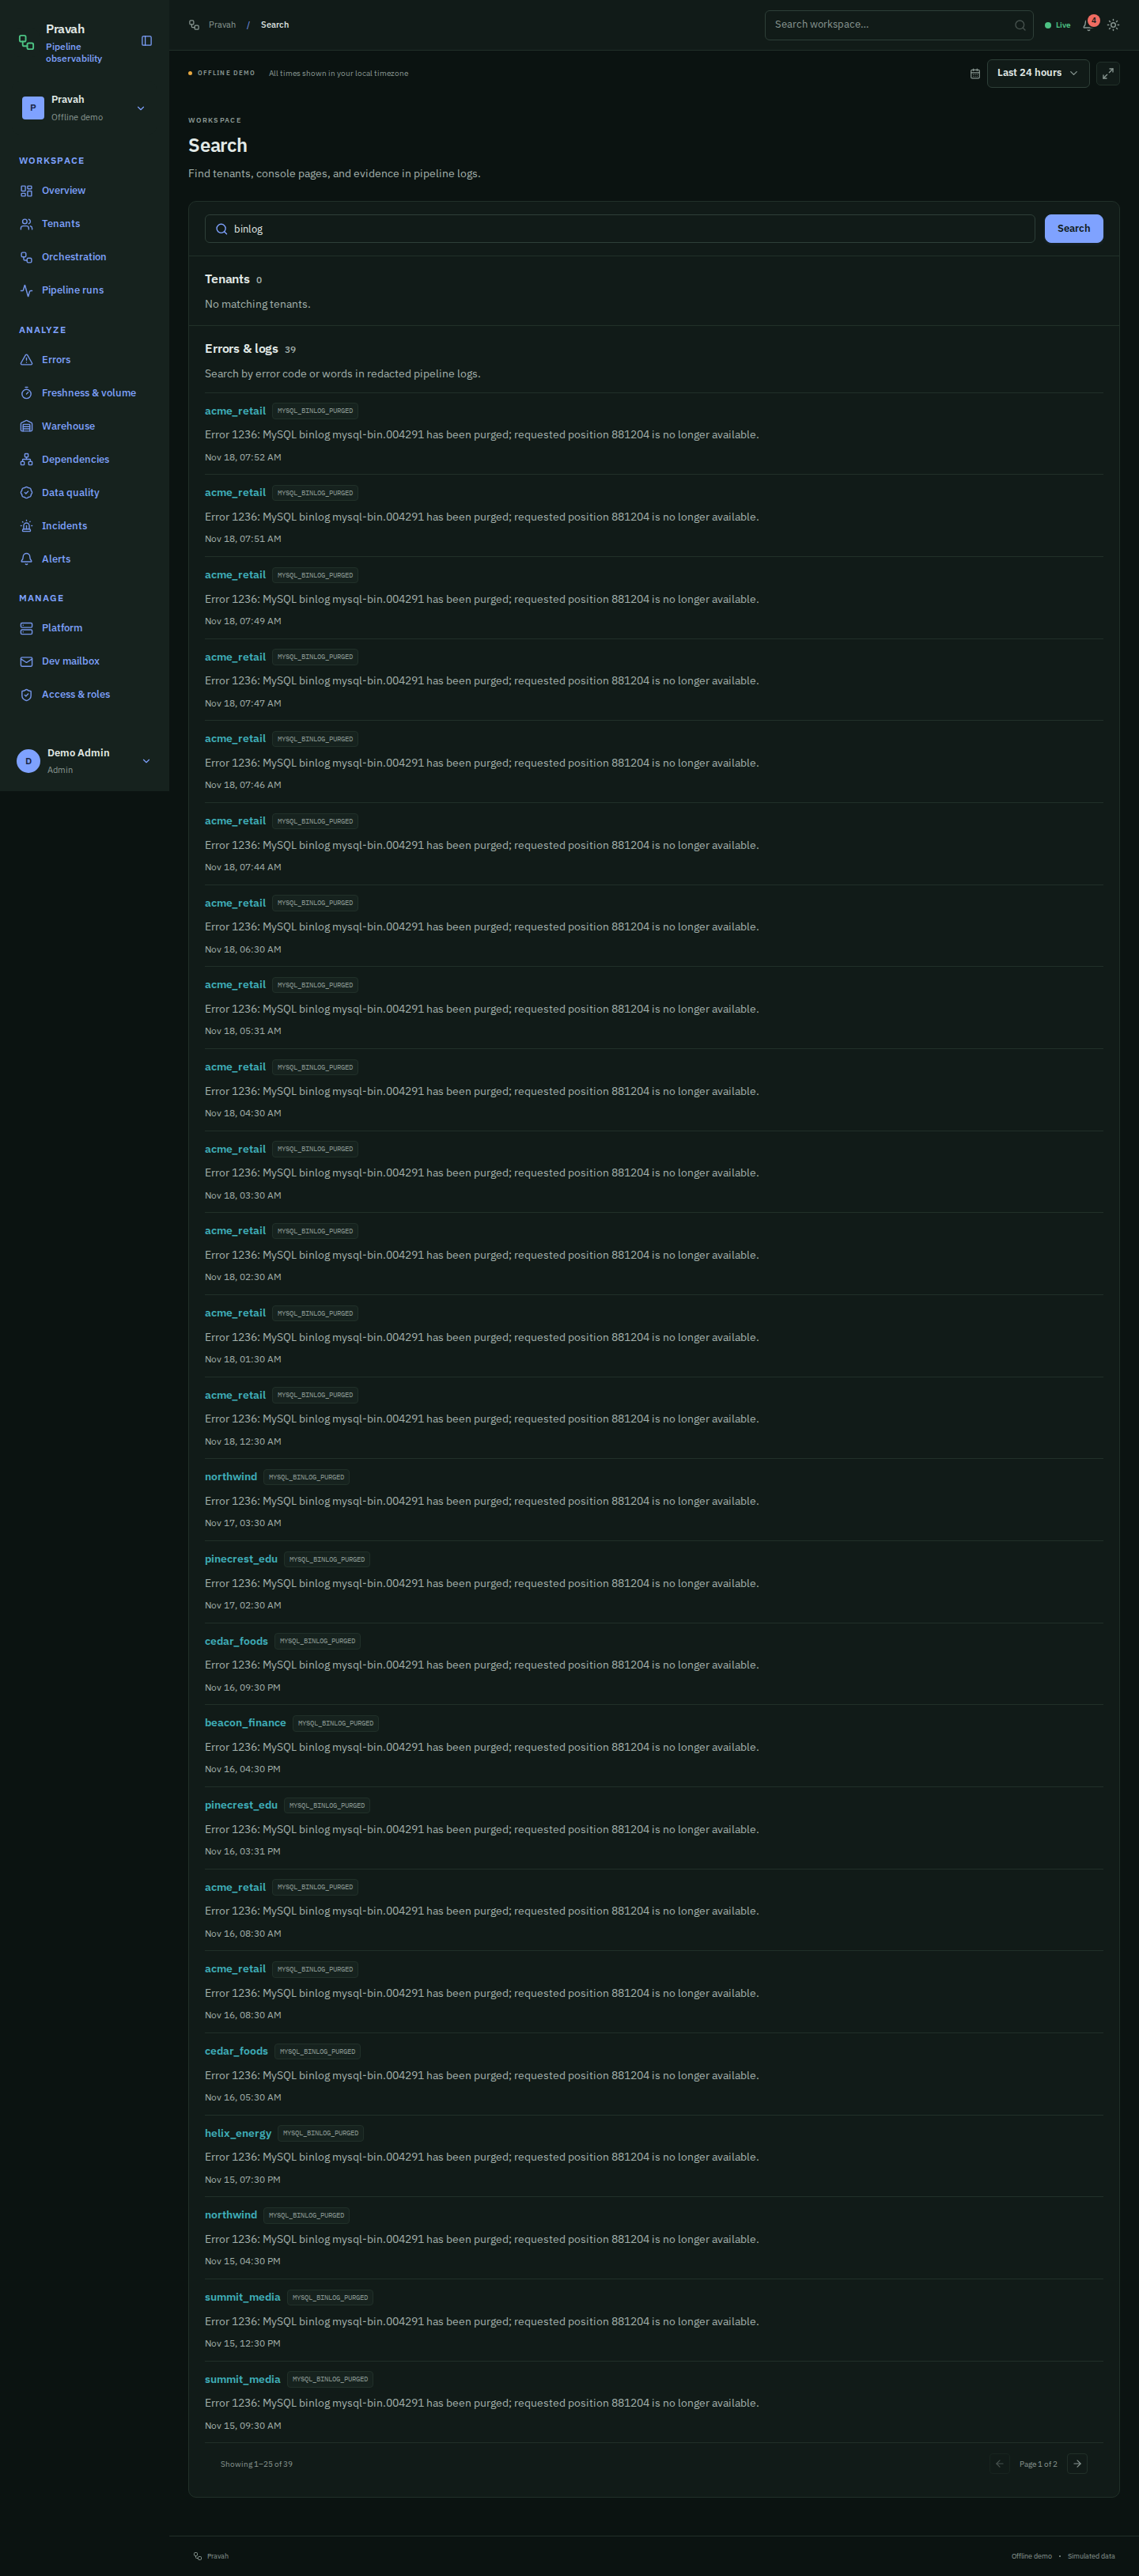 Pravah
Pipeline
observability
P
Pravah
Offline demo
WORKSPACE
Overview
Tenants
Orchestration
Pipeline runs
ANALYZE
Errors
Freshness & volume
Warehouse
Dependencies
Data quality
Incidents
Alerts
MANAGE
Platform
Dev mailbox
Access & roles
D
Demo Admin
Admin
Pravah / Search
Search workspace...
Live
4
OFFLINE DEMO All times shown in your local timezone
Last 24 hours
WORKSPACE
Search
Find tenants, console pages, and evidence in pipeline logs.
binlog
Search
Tenants 0
No matching tenants.
Errors & logs 39
Search by error code or words in redacted pipeline logs.
acme_retail MYSQL_BINLOG_PURGED
Error 1236: MySQL binlog mysql-bin.004291 has been purged; requested position 881204 is no longer available.
Nov 18, 07:52 AM
acme_retail MYSQL_BINLOG_PURGED
Error 1236: MySQL binlog mysql-bin.004291 has been purged; requested position 881204 is no longer available.
Nov 18, 07:51 AM
acme_retail MYSQL_BINLOG_PURGED
Error 1236: MySQL binlog mysql-bin.004291 has been purged; requested position 881204 is no longer available.
Nov 18, 07:49 AM
acme_retail MYSQL_BINLOG_PURGED
Error 1236: MySQL binlog mysql-bin.004291 has been purged; requested position 881204 is no longer available.
Nov 18, 07:47 AM
acme_retail MYSQL_BINLOG_PURGED
Error 1236: MySQL binlog mysql-bin.004291 has been purged; requested position 881204 is no longer available.
Nov 18, 07:46 AM
acme_retail MYSQL_BINLOG_PURGED
Error 1236: MySQL binlog mysql-bin.004291 has been purged; requested position 881204 is no longer available.
Nov 18, 07:44 AM
acme_retail MYSQL_BINLOG_PURGED
Error 1236: MySQL binlog mysql-bin.004291 has been purged; requested position 881204 is no longer available.
Nov 18, 06:30 AM
acme_retail MYSQL_BINLOG_PURGED
Error 1236: MySQL binlog mysql-bin.004291 has been purged; requested position 881204 is no longer available.
Nov 18, 05:31 AM
acme_retail MYSQL_BINLOG_PURGED
Error 1236: MySQL binlog mysql-bin.004291 has been purged; requested position 881204 is no longer available.
Nov 18, 04:30 AM
acme_retail MYSQL_BINLOG_PURGED
Error 1236: MySQL binlog mysql-bin.004291 has been purged; requested position 881204 is no longer available.
Nov 18, 03:30 AM
acme_retail MYSQL_BINLOG_PURGED
Error 1236: MySQL binlog mysql-bin.004291 has been purged; requested position 881204 is no longer available.
Nov 18, 02:30 AM
acme_retail MYSQL_BINLOG_PURGED
Error 1236: MySQL binlog mysql-bin.004291 has been purged; requested position 881204 is no longer available.
Nov 18, 01:30 AM
acme_retail MYSQL_BINLOG_PURGED
Error 1236: MySQL binlog mysql-bin.004291 has been purged; requested position 881204 is no longer available.
Nov 18, 12:30 AM
northwind MYSQL_BINLOG_PURGED
Error 1236: MySQL binlog mysql-bin.004291 has been purged; requested position 881204 is no longer available.
Nov 17, 03:30 AM
pinecrest_edu MYSQL_BINLOG_PURGED
Error 1236: MySQL binlog mysql-bin.004291 has been purged; requested position 881204 is no longer available.
Nov 17, 02:30 AM
cedar_foods MYSQL_BINLOG_PURGED
Error 1236: MySQL binlog mysql-bin.004291 has been purged; requested position 881204 is no longer available.
Nov 16, 09:30 PM
beacon_finance MYSQL_BINLOG_PURGED
Error 1236: MySQL binlog mysql-bin.004291 has been purged; requested position 881204 is no longer available.
Nov 16, 04:30 PM
pinecrest_edu MYSQL_BINLOG_PURGED
Error 1236: MySQL binlog mysql-bin.004291 has been purged; requested position 881204 is no longer available.
Nov 16, 03:31 PM
acme_retail MYSQL_BINLOG_PURGED
Error 1236: MySQL binlog mysql-bin.004291 has been purged; requested position 881204 is no longer available.
Nov 16, 08:30 AM
acme_retail MYSQL_BINLOG_PURGED
Error 1236: MySQL binlog mysql-bin.004291 has been purged; requested position 881204 is no longer available.
Nov 16, 08:30 AM
cedar_foods MYSQL_BINLOG_PURGED
Error 1236: MySQL binlog mysql-bin.004291 has been purged; requested position 881204 is no longer available.
Nov 16, 05:30 AM
helix_energy MYSQL_BINLOG_PURGED
Error 1236: MySQL binlog mysql-bin.004291 has been purged; requested position 881204 is no longer available.
Nov 15, 07:30 PM
northwind MYSQL_BINLOG_PURGED
Error 1236: MySQL binlog mysql-bin.004291 has been purged; requested position 881204 is no longer available.
Nov 15, 04:30 PM
summit_media MYSQL_BINLOG_PURGED
Error 1236: MySQL binlog mysql-bin.004291 has been purged; requested position 881204 is no longer available.
Nov 15, 12:30 PM
summit_media MYSQL_BINLOG_PURGED
Error 1236: MySQL binlog mysql-bin.004291 has been purged; requested position 881204 is no longer available.
Nov 15, 09:30 AM
Showing 1–25 of 39
Page 1 of 2
Pravah
Offline demo • Simulated data